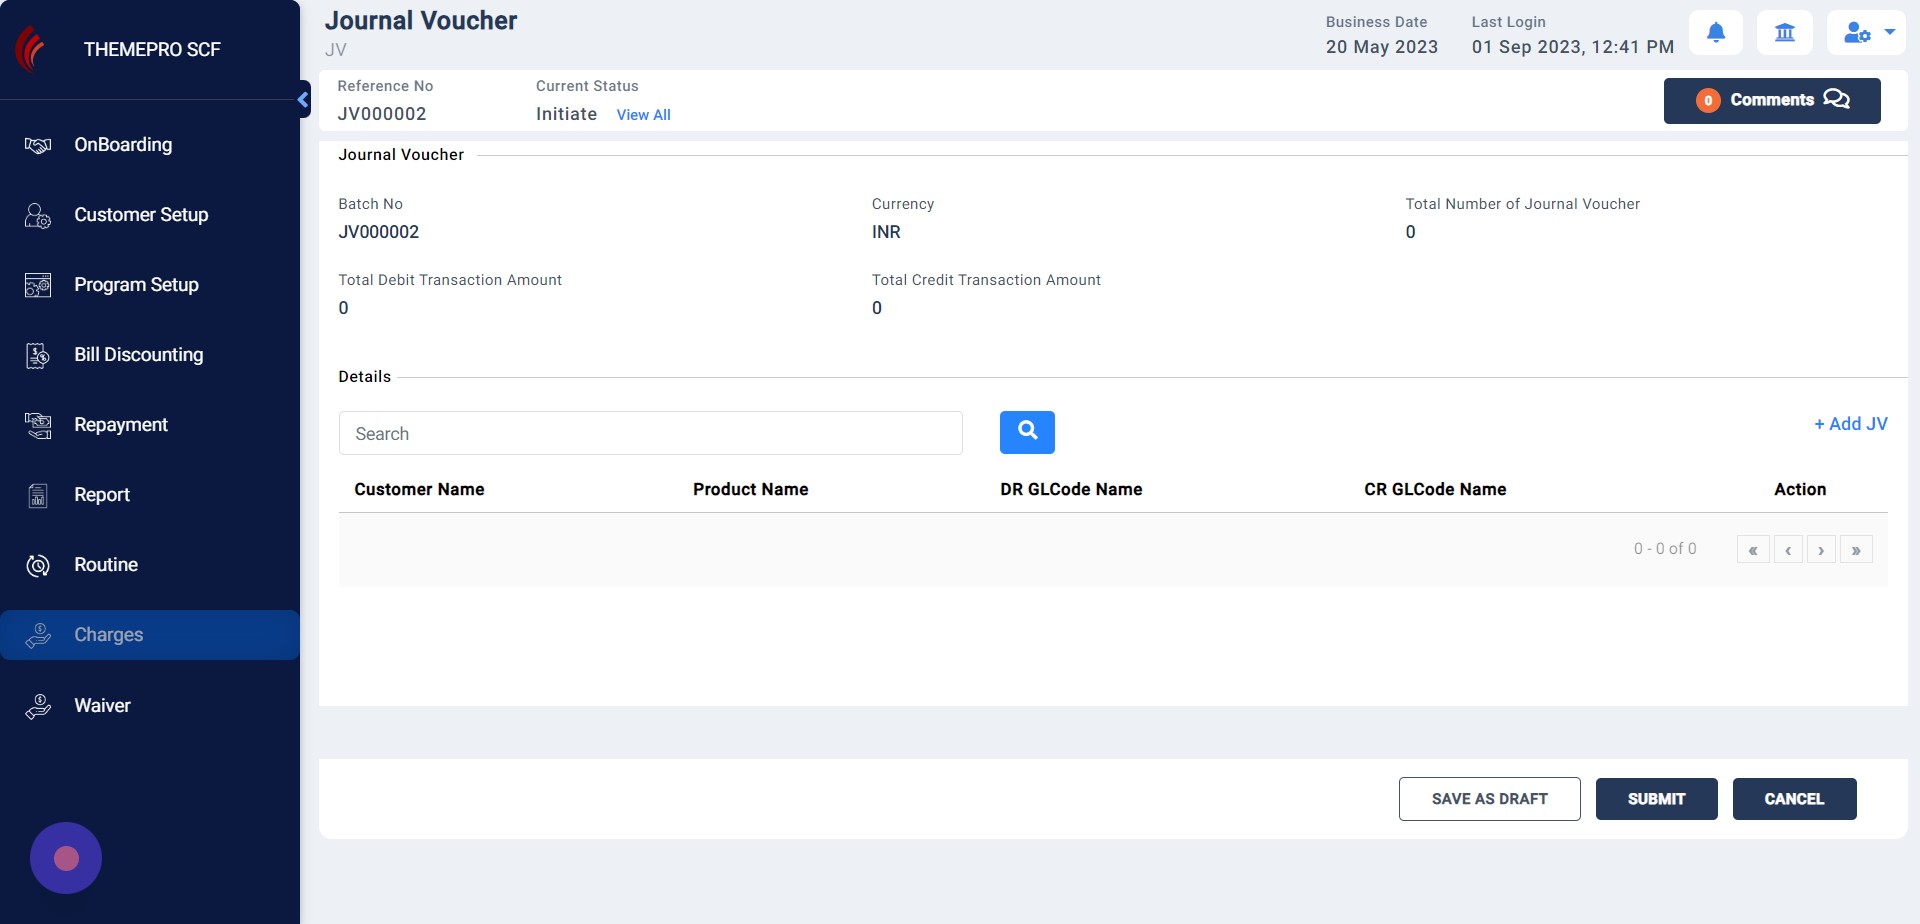 THEMEPRO SCF
OnBoarding
Customer Setup
Program Setup
Bill Discounting
Repayment
Report
Routine
Charges
Waiver
Journal Voucher
JV
Business Date
20 May 2023
Last Login
01 Sep 2023, 12:41 PM
Reference No
JV000002
Current Status
Initiate View All
0 Comments
Journal Voucher
Batch No
JV000002
Currency
INR
Total Number of Journal Voucher
0
Total Debit Transaction Amount
0
Total Credit Transaction Amount
0
Details
Search
+ Add JV
Customer Name Product Name DR GLCode Name CR GLCode Name Action
0 - 0 of 0 « ‹ › »
SAVE AS DRAFT SUBMIT CANCEL